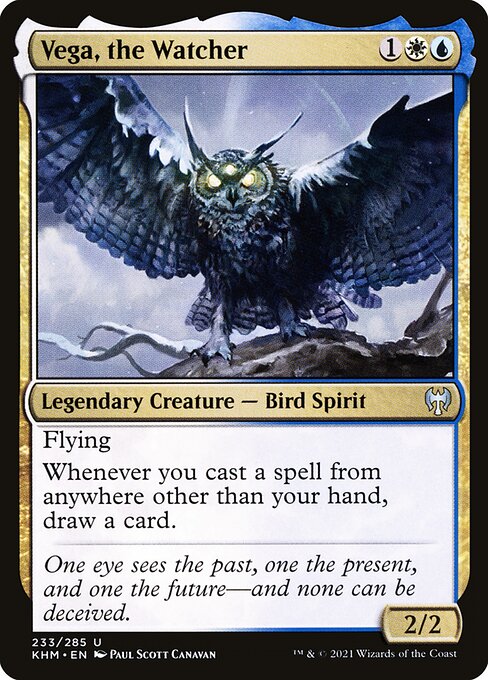 Vega, the Watcher 1
Legendary Creature — Bird Spirit
Flying
Whenever you cast a spell from
anywhere other than your hand,
draw a card.
One eye sees the past, one the present,
and one the future—and none can be
deceived.
2/2
233/285 U
KHM • EN Paul Scott Canavan
™ & © 2021 Wizards of the Coast